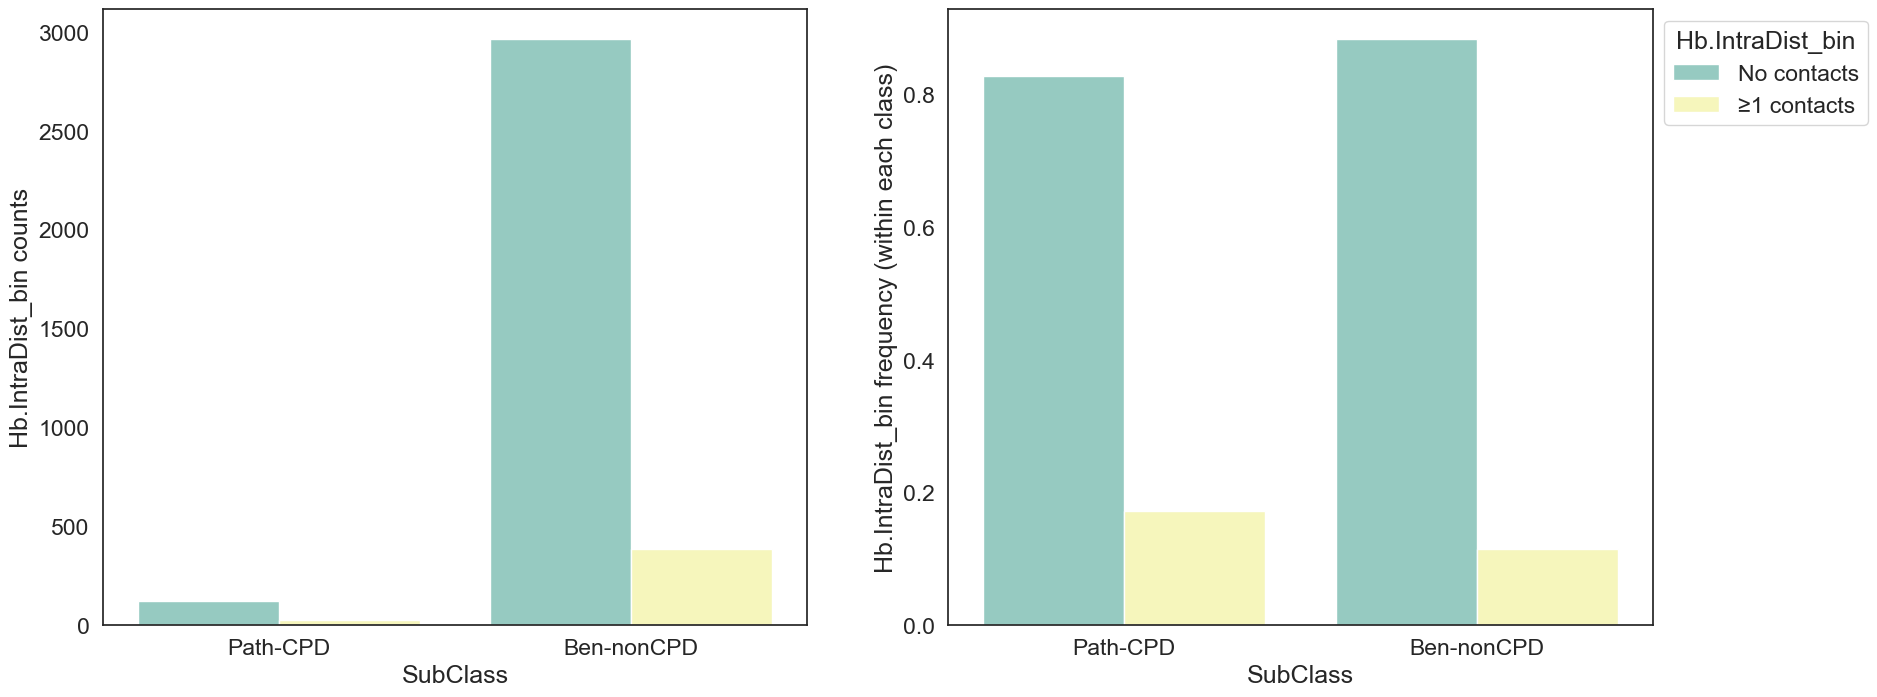 Hb.IntraDist_bin counts
3000
2500
2000
1500
1000
500
0
Path-CPD
Ben-nonCPD
SubClass
Hb.IntraDist_bin frequency (within each class)
0.8
0.6
0.4
0.2
0.0
Path-CPD
Ben-nonCPD
SubClass
Hb.IntraDist_bin
No contacts
≥1 contacts